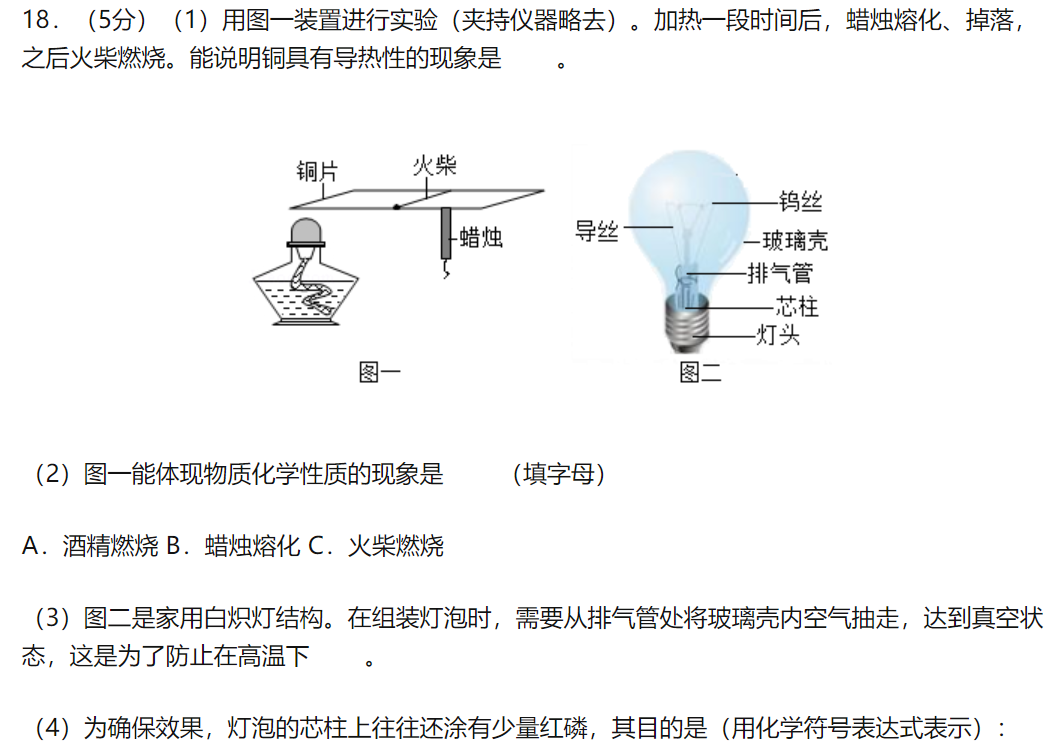 18．（5分）（1）用图一装置进行实验（夹持仪器略去）。加热一段时间后，蜡烛熔化、掉落，
之后火柴燃烧。能说明铜具有导热性的现象是　　。
铜片
火柴
蜡烛
图一
导丝
钨丝
玻璃壳
排气管
芯柱
灯头
图二
（2）图一能体现物质化学性质的现象是　　（填字母）
A．酒精燃烧 B．蜡烛熔化 C．火柴燃烧
（3）图二是家用白炽灯结构。在组装灯泡时，需要从排气管处将玻璃壳内空气抽走，达到真空状
态，这是为了防止在高温下　　。
（4）为确保效果，灯泡的芯柱上往往还涂有少量红磷，其目的是（用化学符号表达式表示）：